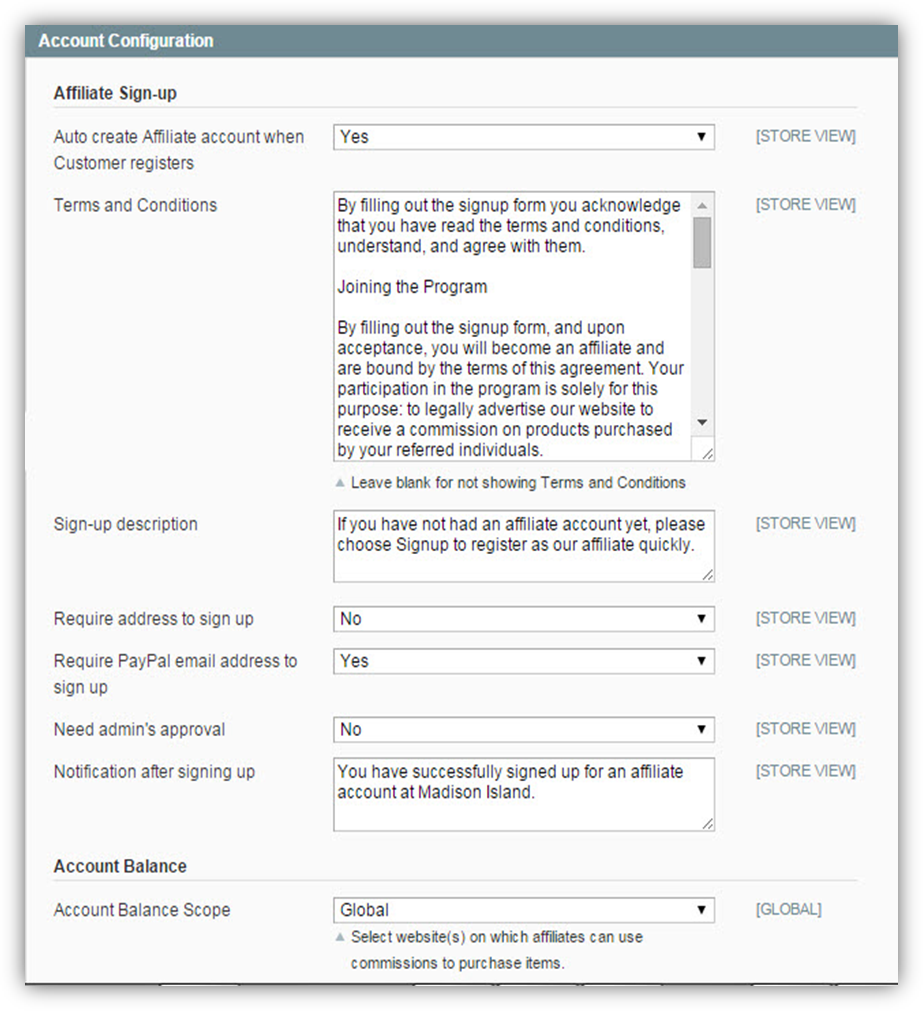 Account Configuration
Affiliate Sign-up
Auto create Affiliate account when
Customer registers
Yes
[STORE VIEW]
Terms and Conditions
By filling out the signup form you acknowledge
that you have read the terms and conditions,
understand, and agree with them.
Joining the Program
By filling out the signup form, and upon
acceptance, you will become an affiliate and
are bound by the terms of this agreement. Your
participation in the program is solely for this
purpose: to legally advertise our website to
receive a commission on products purchased
by your referred individuals.
[STORE VIEW]
Leave blank for not showing Terms and Conditions
Sign-up description
If you have not had an affiliate account yet, please
choose Signup to register as our affiliate quickly.
[STORE VIEW]
Require address to sign up
No
[STORE VIEW]
Require PayPal email address to
sign up
Yes
[STORE VIEW]
Need admin's approval
No
[STORE VIEW]
Notification after signing up
You have successfully signed up for an affiliate
account at Madison Island.
[STORE VIEW]
Account Balance
Account Balance Scope
Global
[GLOBAL]
Select website(s) on which affiliates can use
commissions to purchase items.